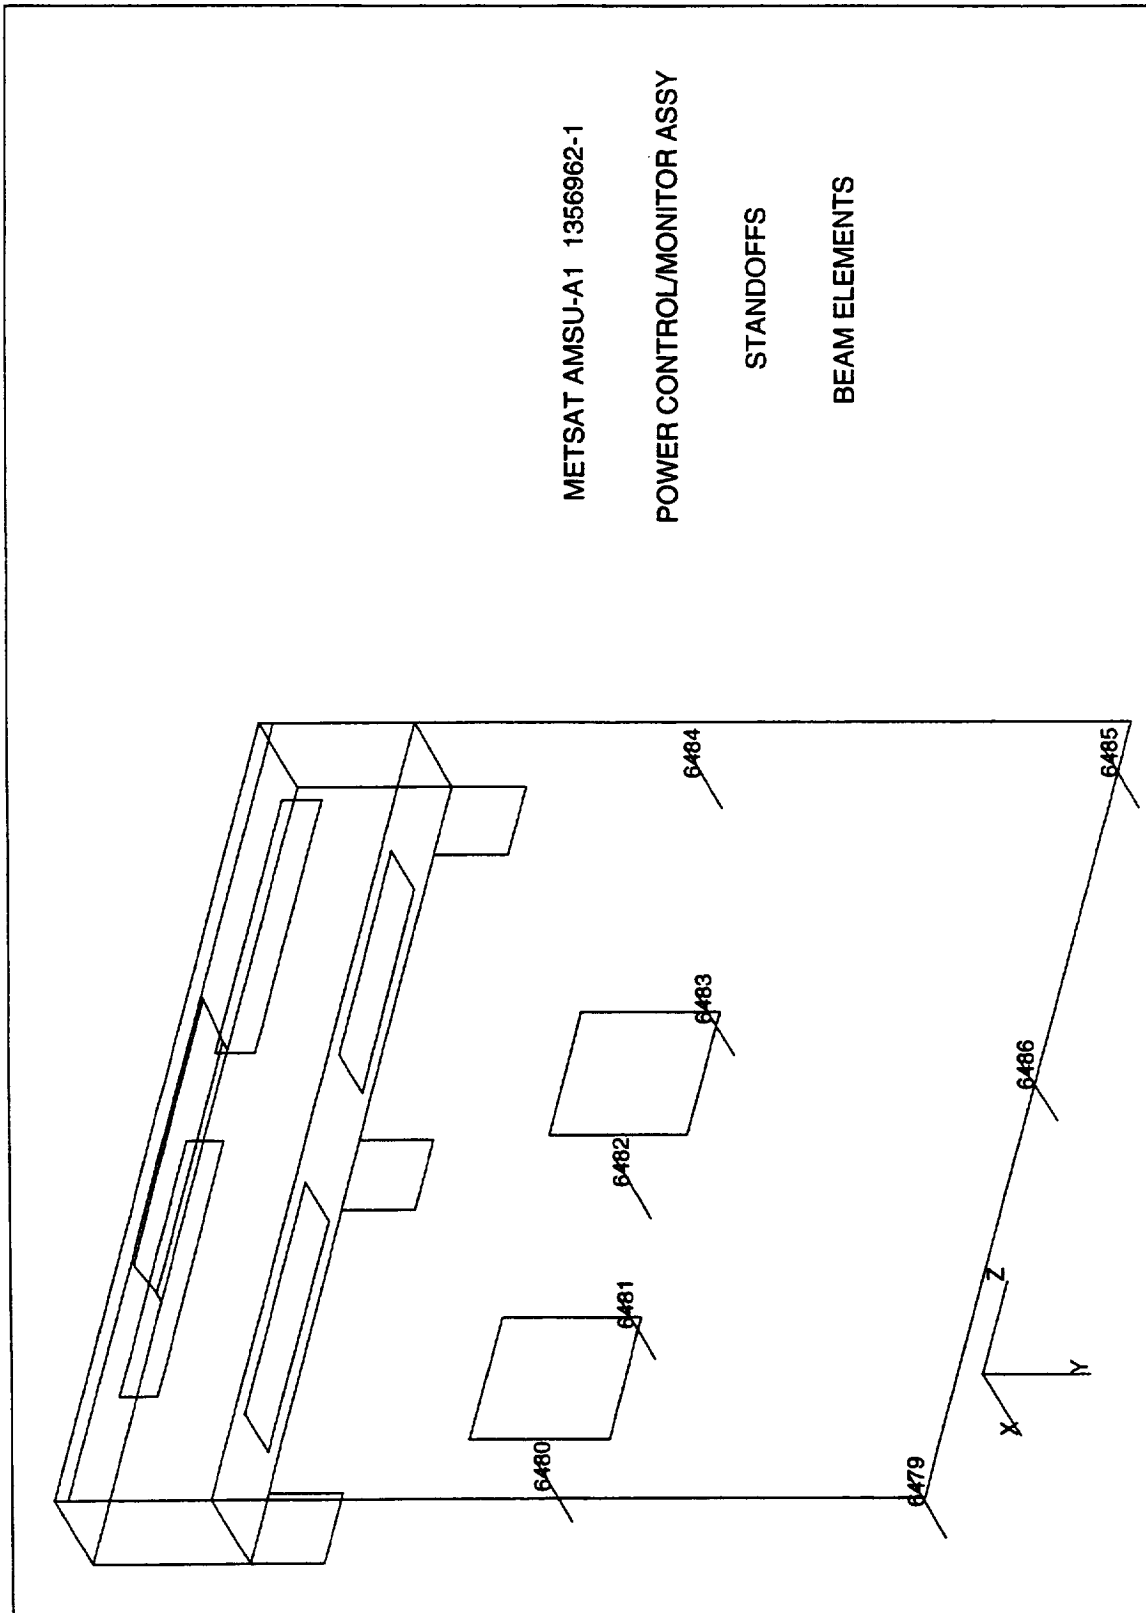 METSAT AMSU-A1 1356962-1
POWER CONTROL/MONITOR ASSY
STANDOFFS
BEAM ELEMENTS
6484
6485
6483
6486
6482
6481
6480
6479
Z
Y
X